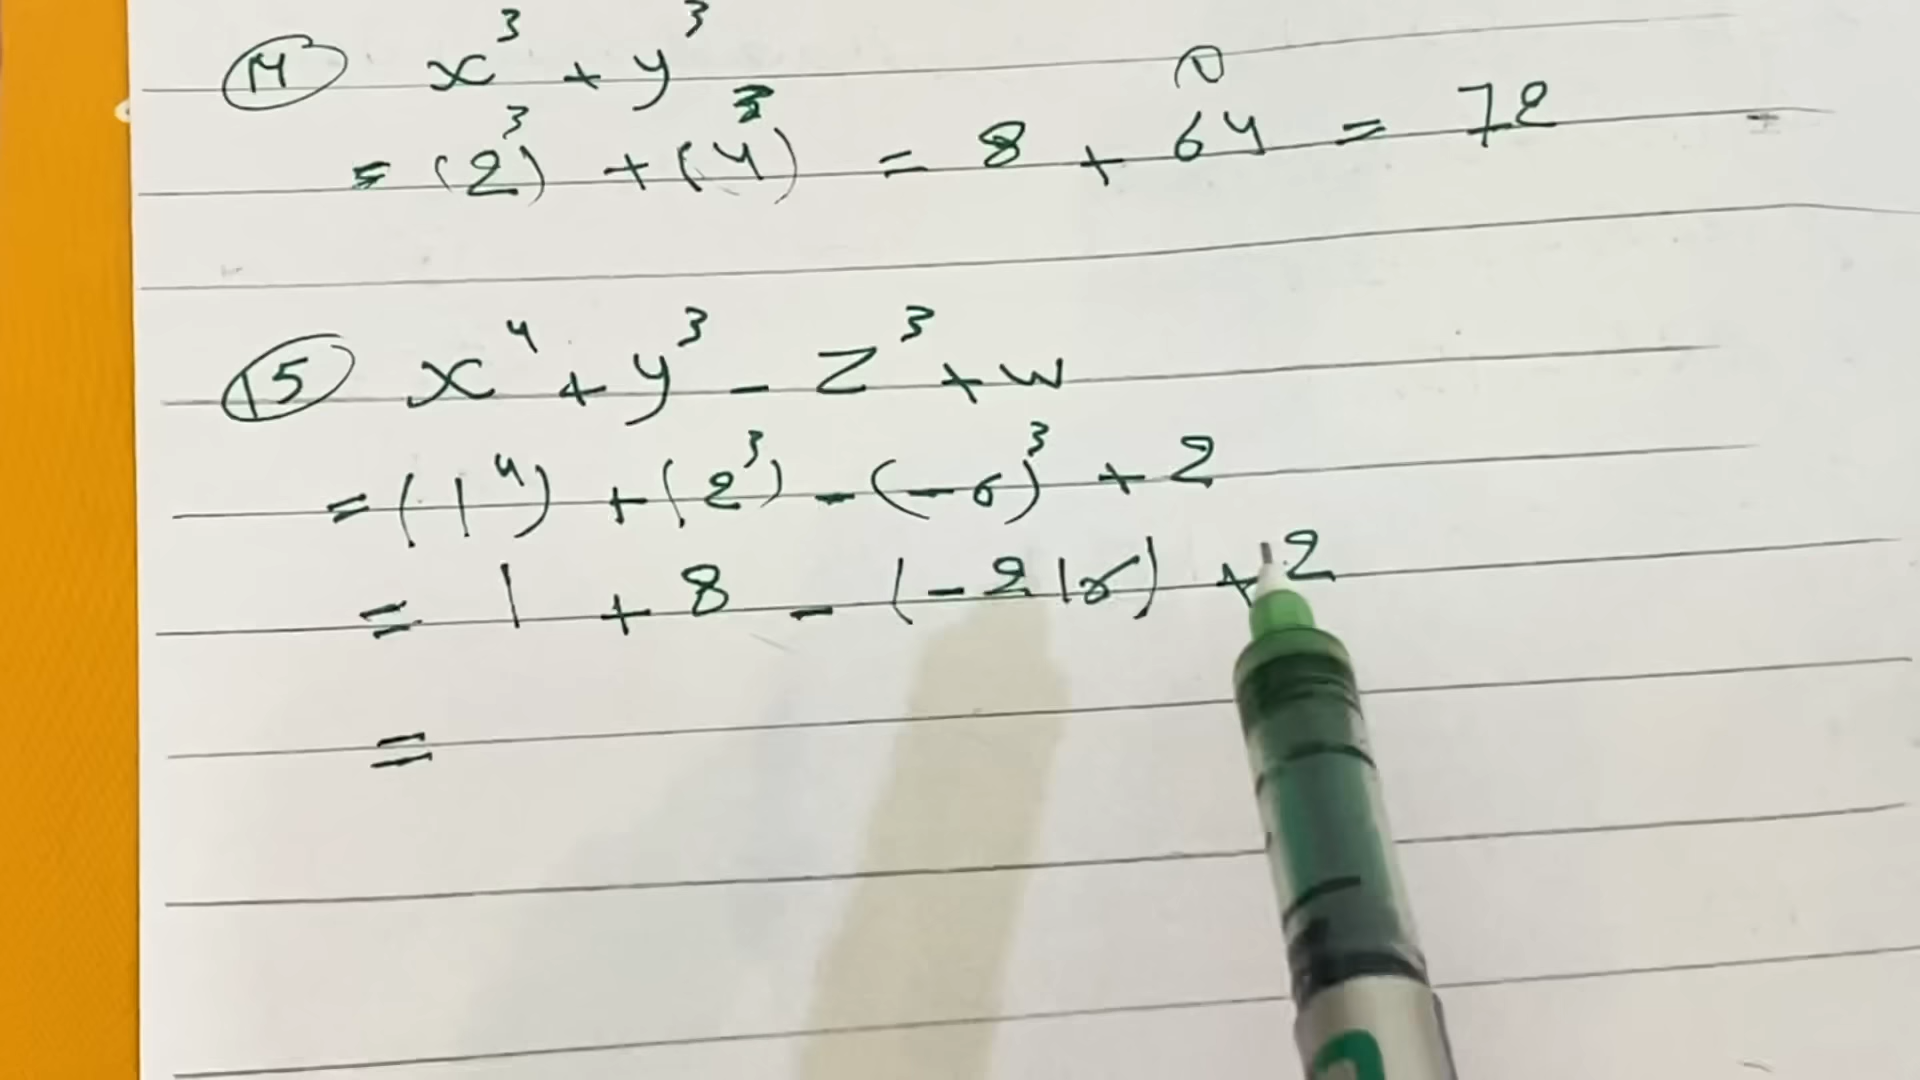 14 x³ + y³
= (2³) + (4³) = 8 + 64 = 72
15 x⁴ + y³ - z³ + w
= (1⁴) + (2³) - (-6)³ + 2
= 1 + 8 - (-216) + 2
=